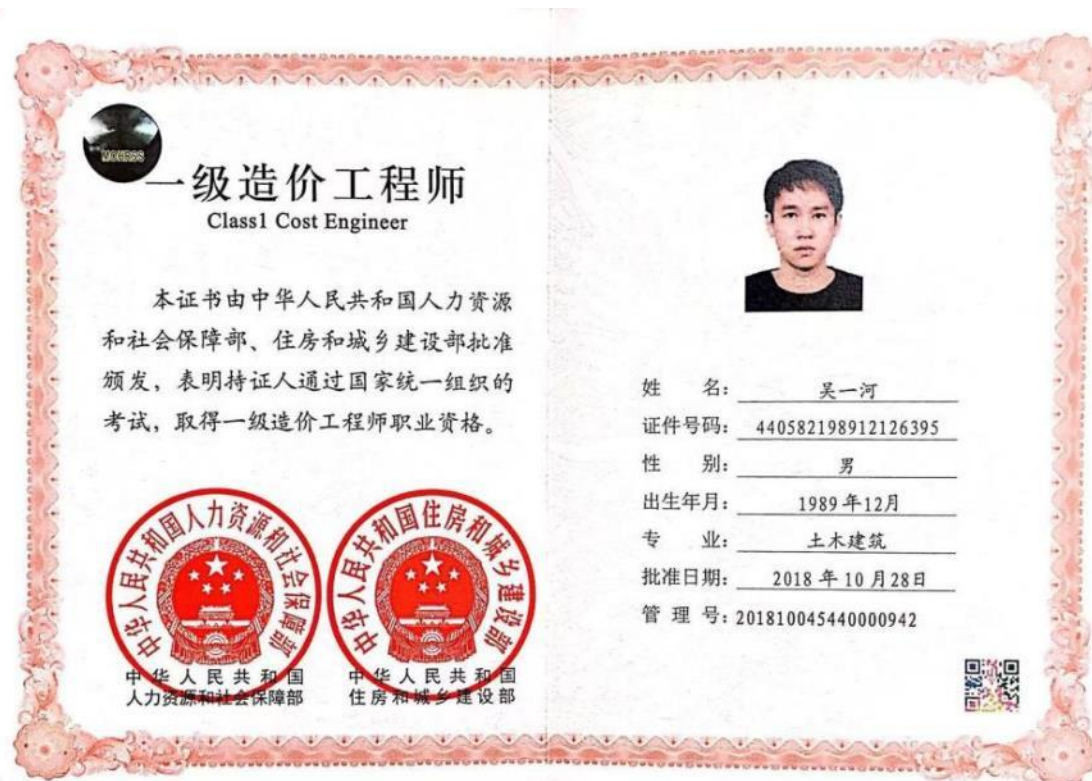 MOHRSS
一级造价工程师
Class1 Cost Engineer
本证书由中华人民共和国人力资源
和社会保障部、住房和城乡建设部批准
颁发，表明持证人通过国家统一组织的
考试，取得一级造价工程师职业资格。
中华人民共和国人力资源和社会保障部
中华人民共和国
人力资源和社会保障部
中华人民共和国住房和城乡建设部
中华人民共和国
住房和城乡建设部
姓 名： 吴一河
证件号码： 440582198912126395
性 别： 男
出生年月： 1989年12月
专 业： 土木建筑
批准日期： 2018年10月28日
管 理 号：201810045440000942